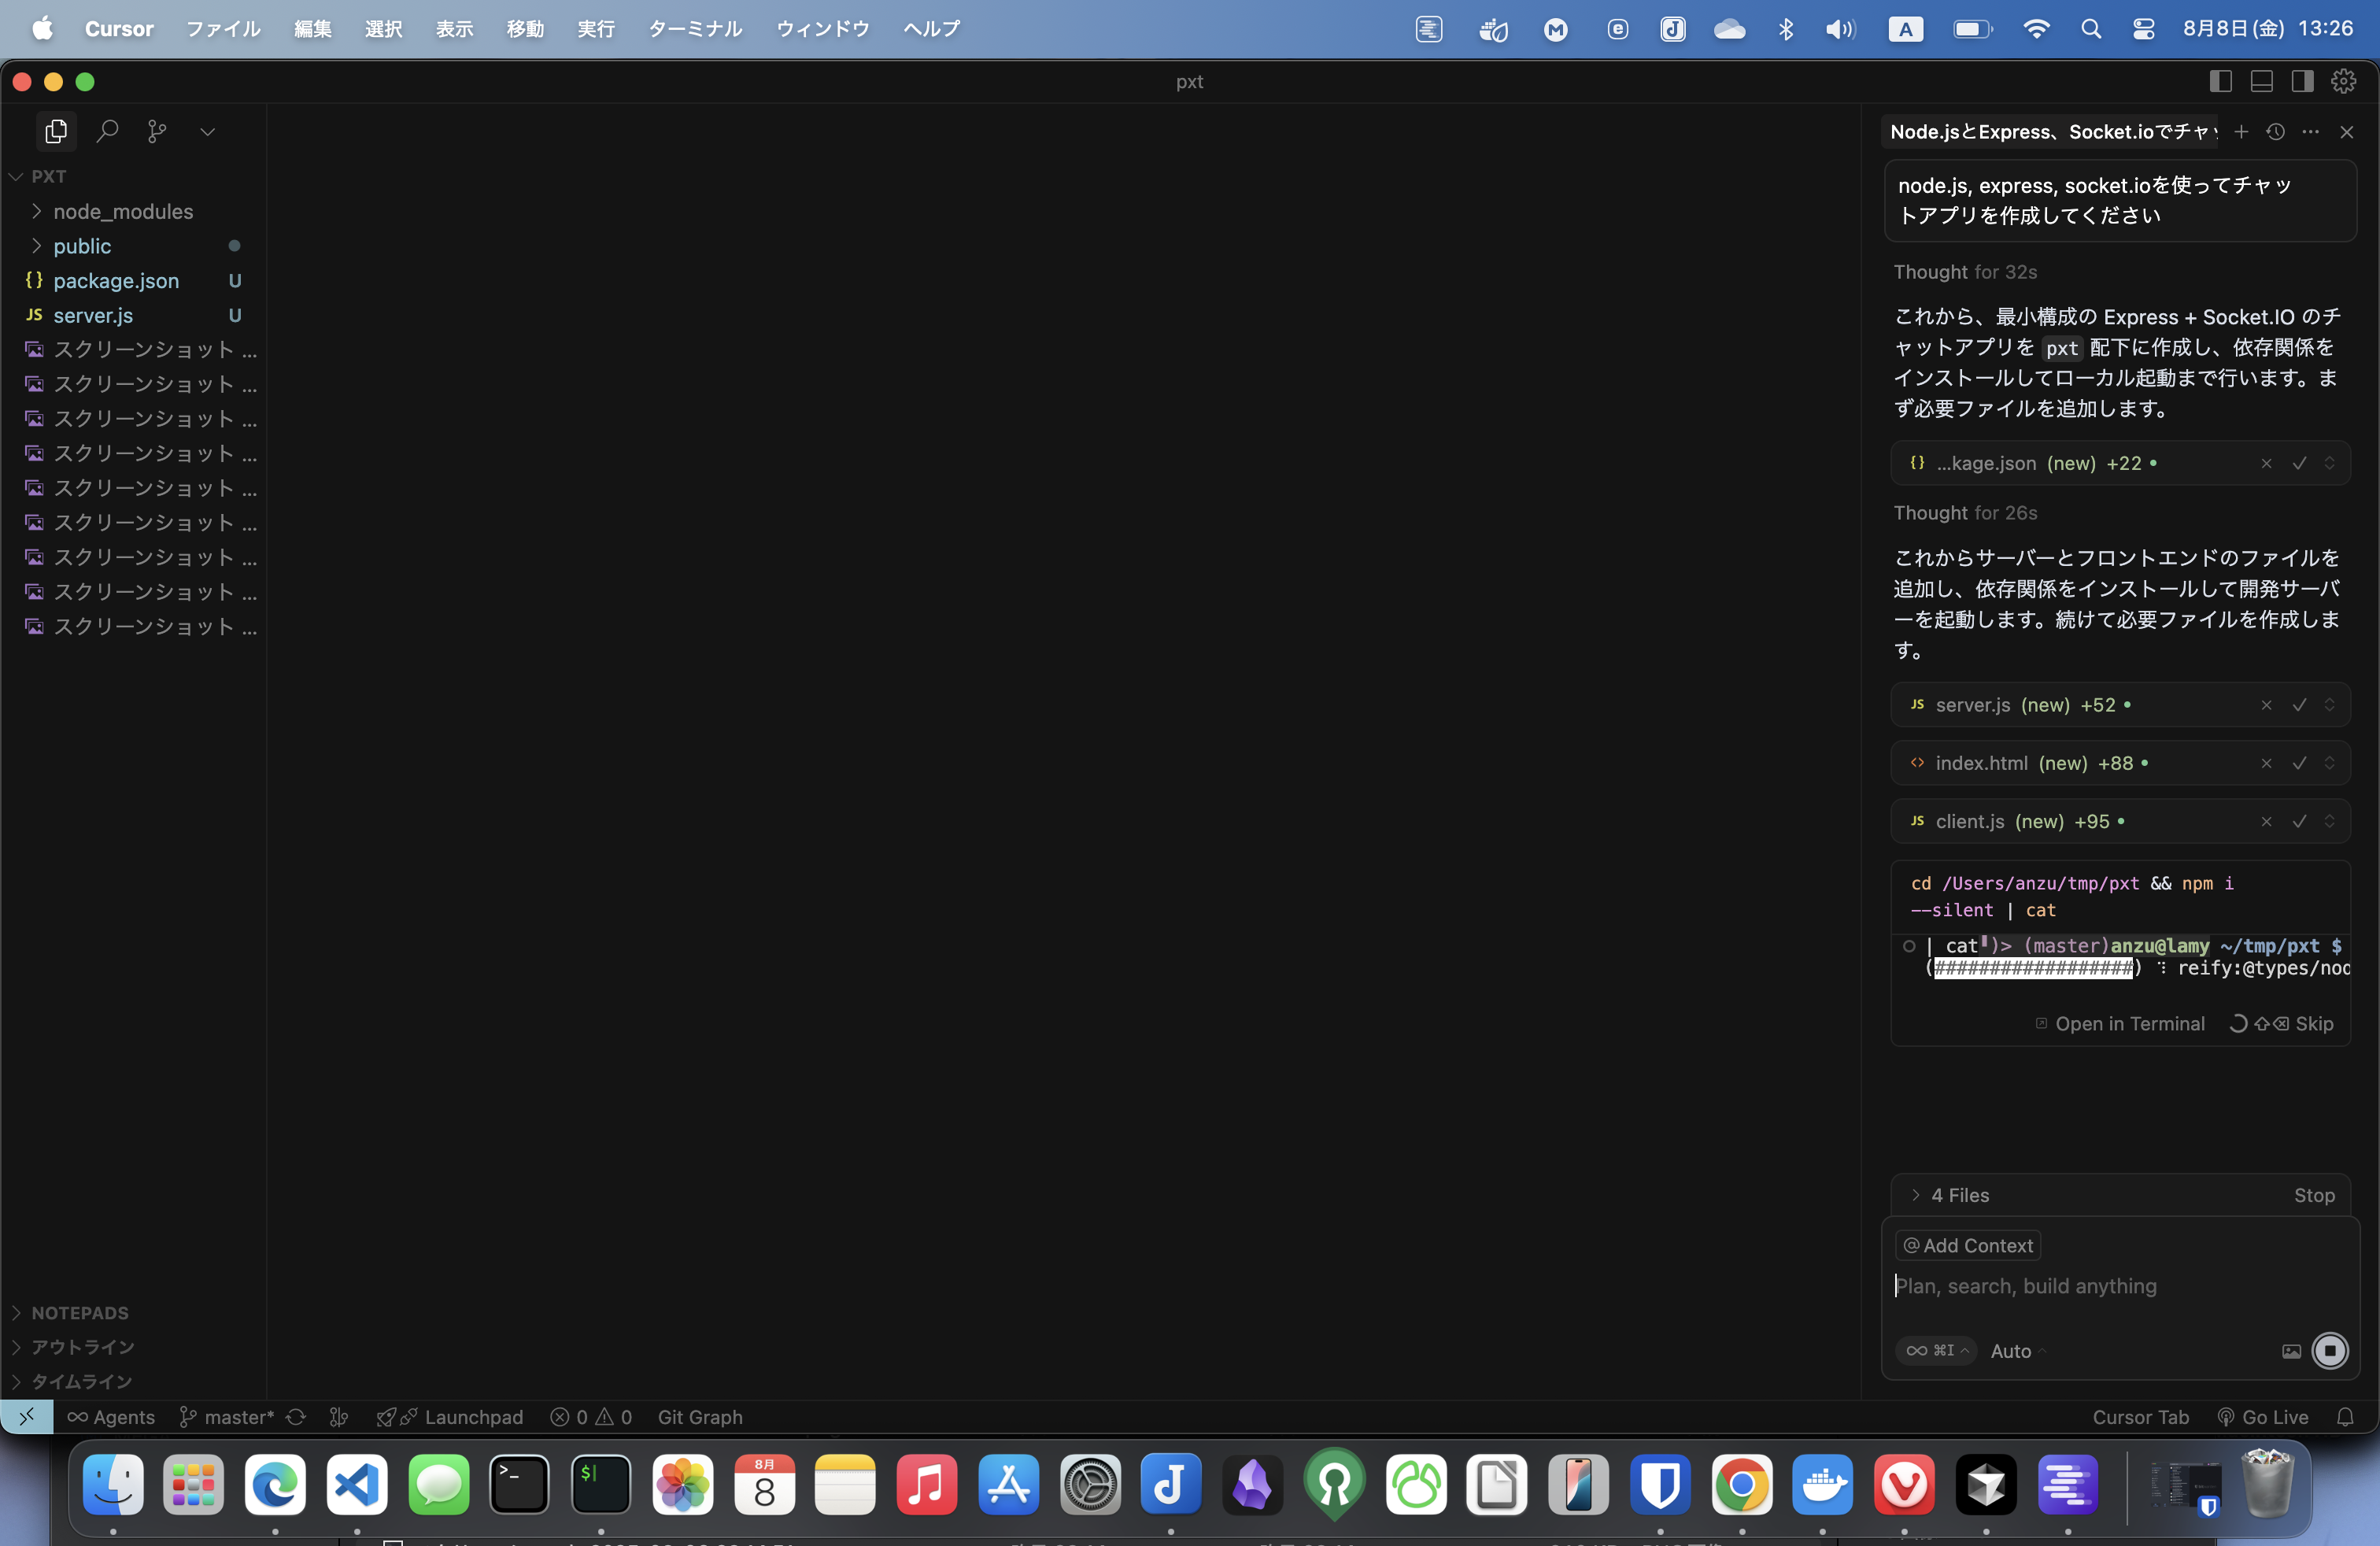 Cursor ファイル 編集 選択 表示 移動 実行 ターミナル ウィンドウ ヘルプ A 8月8日(金) 13:26
pxt
PXT
node_modules
public
{} package.json U
JS server.js U
スクリーンショット ...
スクリーンショット ...
スクリーンショット ...
スクリーンショット ...
スクリーンショット ...
スクリーンショット ...
スクリーンショット ...
スクリーンショット ...
スクリーンショット ...
NOTEPADS
アウトライン
タイムライン
Node.jsとExpress、Socket.ioでチャッ
node.js, express, socket.ioを使ってチャッ
トアプリを作成してください
Thought for 32s
これから、最小構成の Express + Socket.IO のチ
ャットアプリを pxt 配下に作成し、依存関係を
インストールしてローカル起動まで行います。ま
ず必要ファイルを追加します。
{} ...kage.json (new) +22
Thought for 26s
これからサーバーとフロントエンドのファイルを
追加し、依存関係をインストールして開発サーバ
ーを起動します。続けて必要ファイルを作成しま
す。
JS server.js (new) +52
<> index.html (new) +88
JS client.js (new) +95
cd /Users/anzu/tmp/pxt && npm i
--silent | cat
| cat')> (master)anzu@lamy ~/tmp/pxt $
(##################) ⠸ reify:@types/nod
Open in Terminal Skip
4 Files Stop
@ Add Context
Plan, search, build anything
∞ ⌘I Auto
Agents master* Launchpad 0 0 Git Graph Cursor Tab Go Live
8月
8